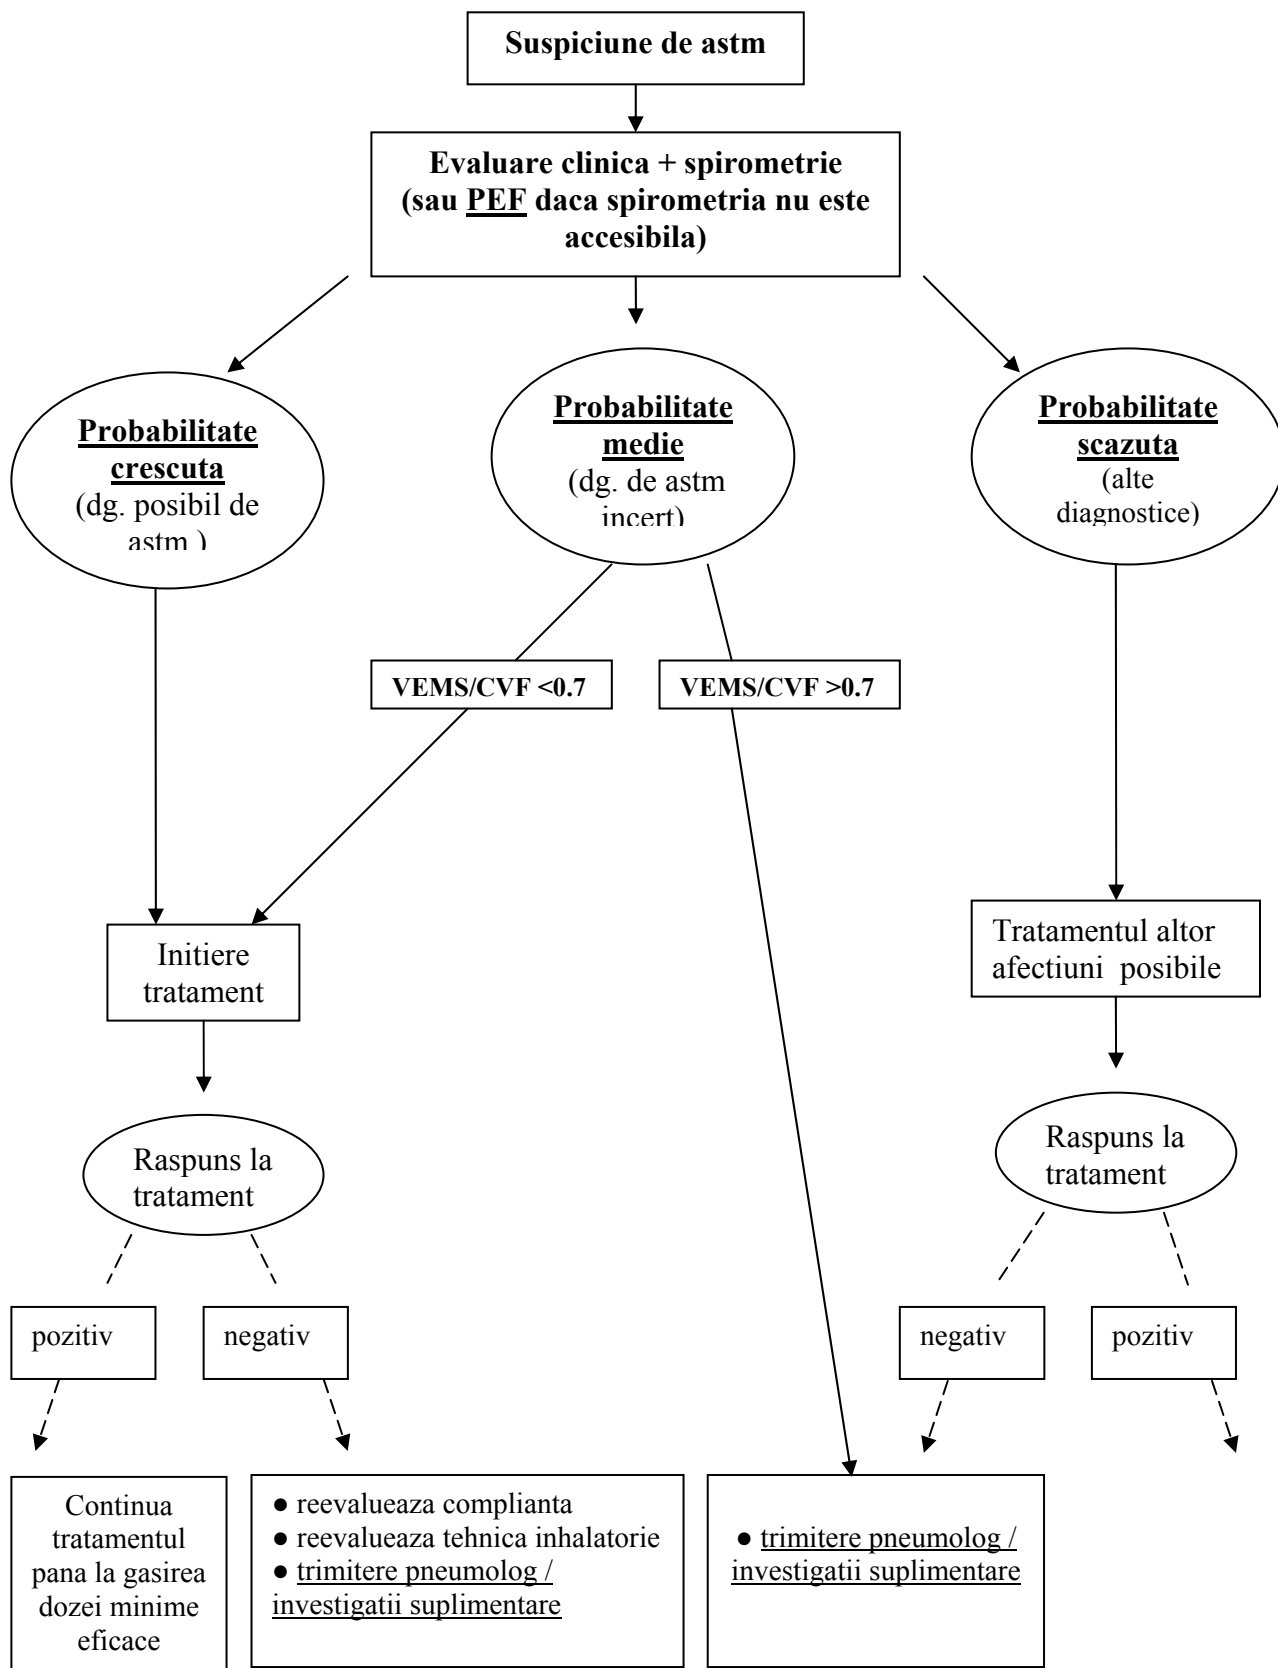 Suspiciune de astm
Evaluare clinica + spirometrie
(sau PEF daca spirometria nu este
accesibila)
Probabilitate
crescuta
(dg. posibil de
astm )
Probabilitate
medie
(dg. de astm
incert)
Probabilitate
scazuta
(alte
diagnostice)
VEMS/CVF <0.7
VEMS/CVF >0.7
Initiere
tratament
Tratamentul altor
afectiuni posibile
Raspuns la
tratament
Raspuns la
tratament
pozitiv
negativ
negativ
pozitiv
Continua
tratamentul
pana la gasirea
dozei minime
eficace
● reevalueaza complianta
● reevalueaza tehnica inhalatorie
● trimitere pneumolog /
investigatii suplimentare
● trimitere pneumolog /
investigatii suplimentare